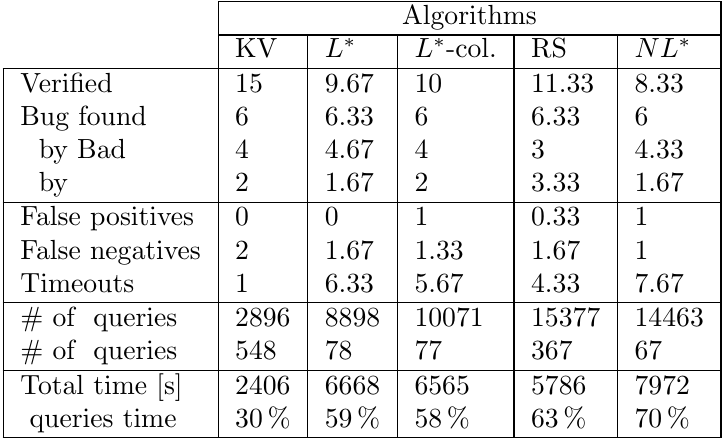 Algorithms
KV L* L*-col. RS NL*
Verified 15 9.67 10 11.33 8.33
Bug found 6 6.33 6 6.33 6
by Bad 4 4.67 4 3 4.33
by 2 1.67 2 3.33 1.67
False positives 0 0 1 0.33 1
False negatives 2 1.67 1.33 1.67 1
Timeouts 1 6.33 5.67 4.33 7.67
# of queries 2896 8898 10071 15377 14463
# of queries 548 78 77 367 67
Total time [s] 2406 6668 6565 5786 7972
queries time 30 % 59 % 58 % 63 % 70 %